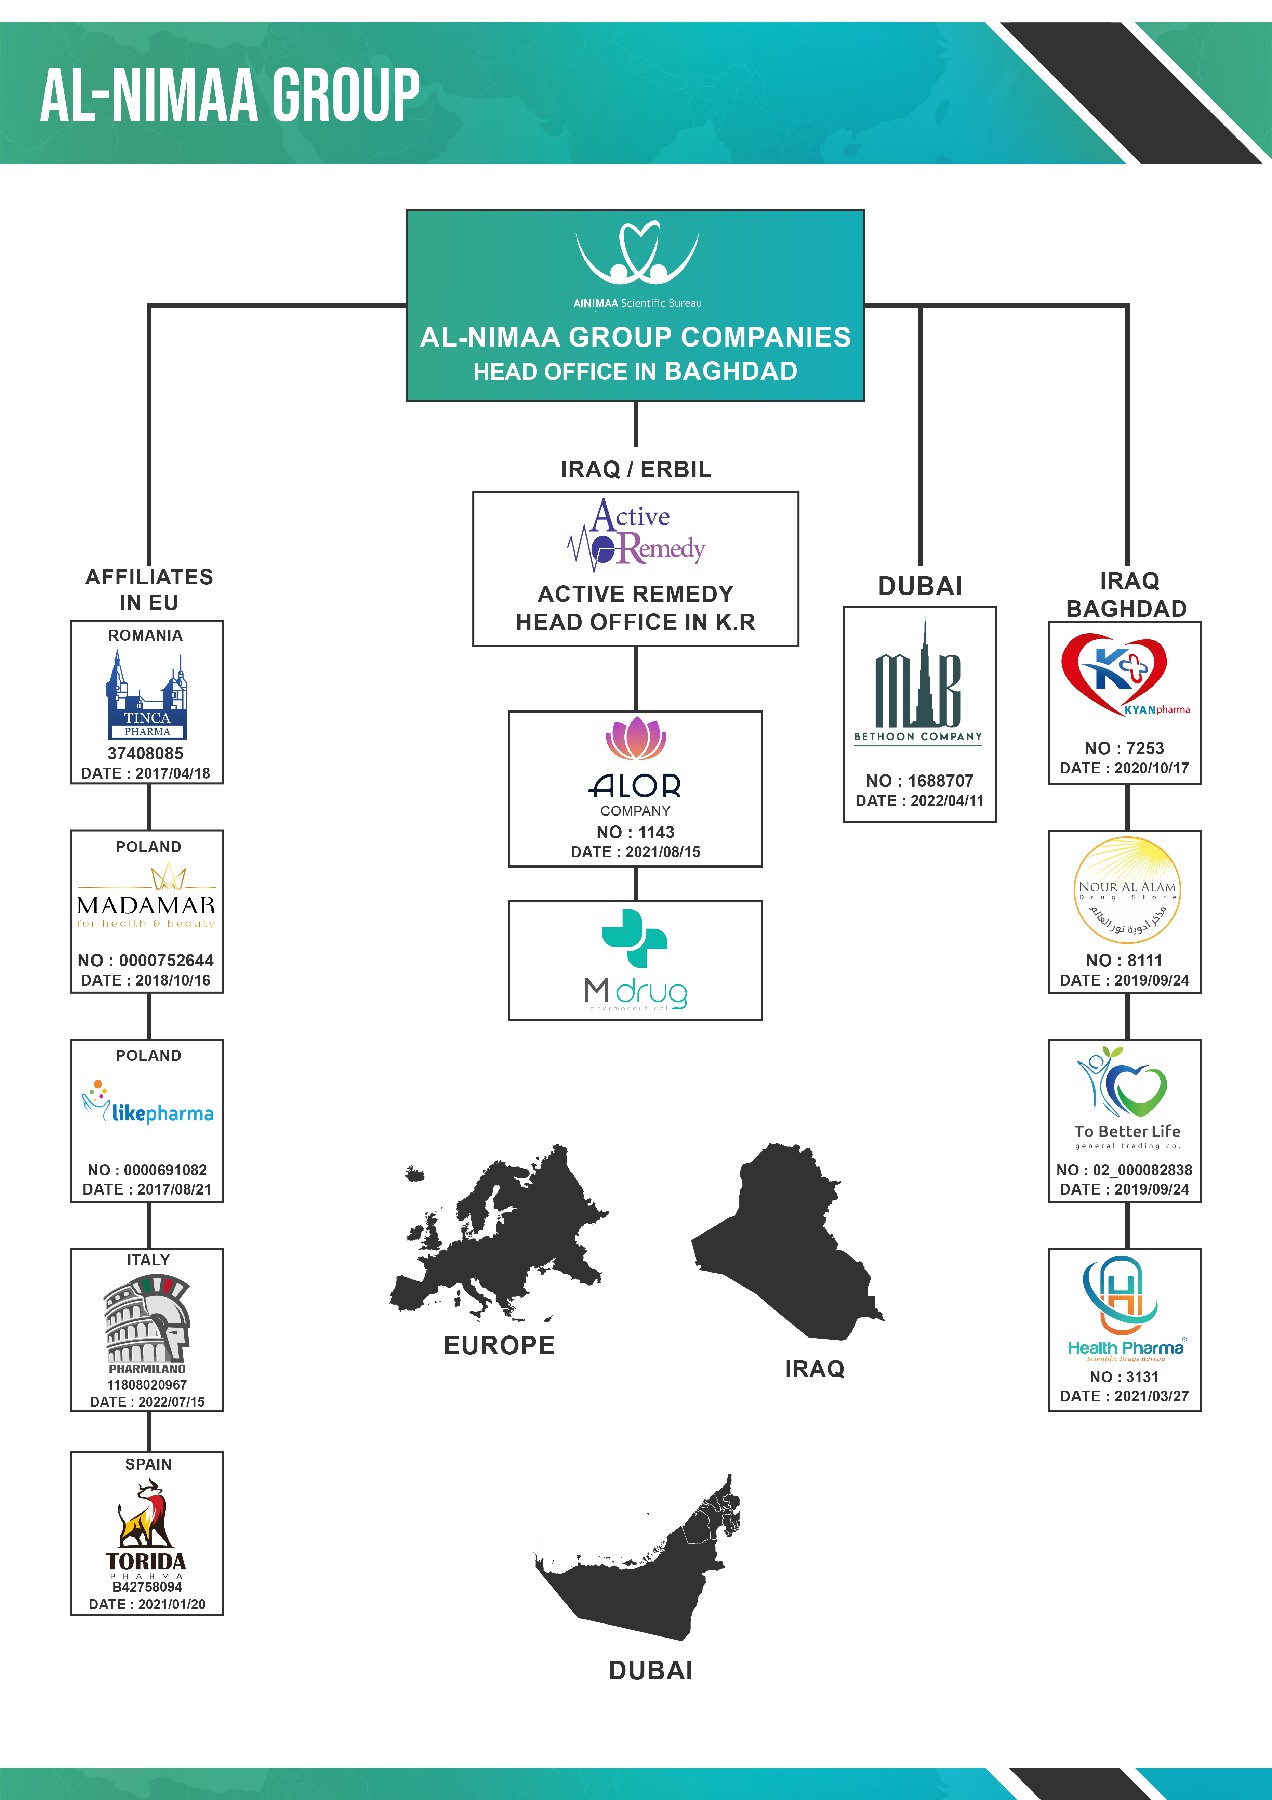 AL-NIMAA GROUP
AINIMAA Scientific Bureau
AL-NIMAA GROUP COMPANIES
HEAD OFFICE IN BAGHDAD
AFFILIATES
IN EU
ROMANIA
TINCA
PHARMA
37408085
DATE : 2017/04/18
POLAND
MADAMAR
for health & beauty
NO : 0000752644
DATE : 2018/10/16
POLAND
likepharma
NO : 0000691082
DATE : 2017/08/21
ITALY
PHARMILANO
11808020967
DATE : 2022/07/15
SPAIN
TORIDA
PHARMA
B42758094
DATE : 2021/01/20
IRAQ / ERBIL
Active
Remedy
ACTIVE REMEDY
HEAD OFFICE IN K.R
ALOR
COMPANY
NO : 1143
DATE : 2021/08/15
M drug
pharmaceutical
DUBAI
MB
BETHOON COMPANY
NO : 1688707
DATE : 2022/04/11
IRAQ
BAGHDAD
K
KYANpharma
NO : 7253
DATE : 2020/10/17
NOUR AL ALAM
Drug Store
مذخر أدوية نور العالم
NO : 8111
DATE : 2019/09/24
To Better Life
general trading co.
NO : 02_000082838
DATE : 2019/09/24
H
Health Pharma®
Scientific Drugs Bureau
NO : 3131
DATE : 2021/03/27
EUROPE
IRAQ
DUBAI